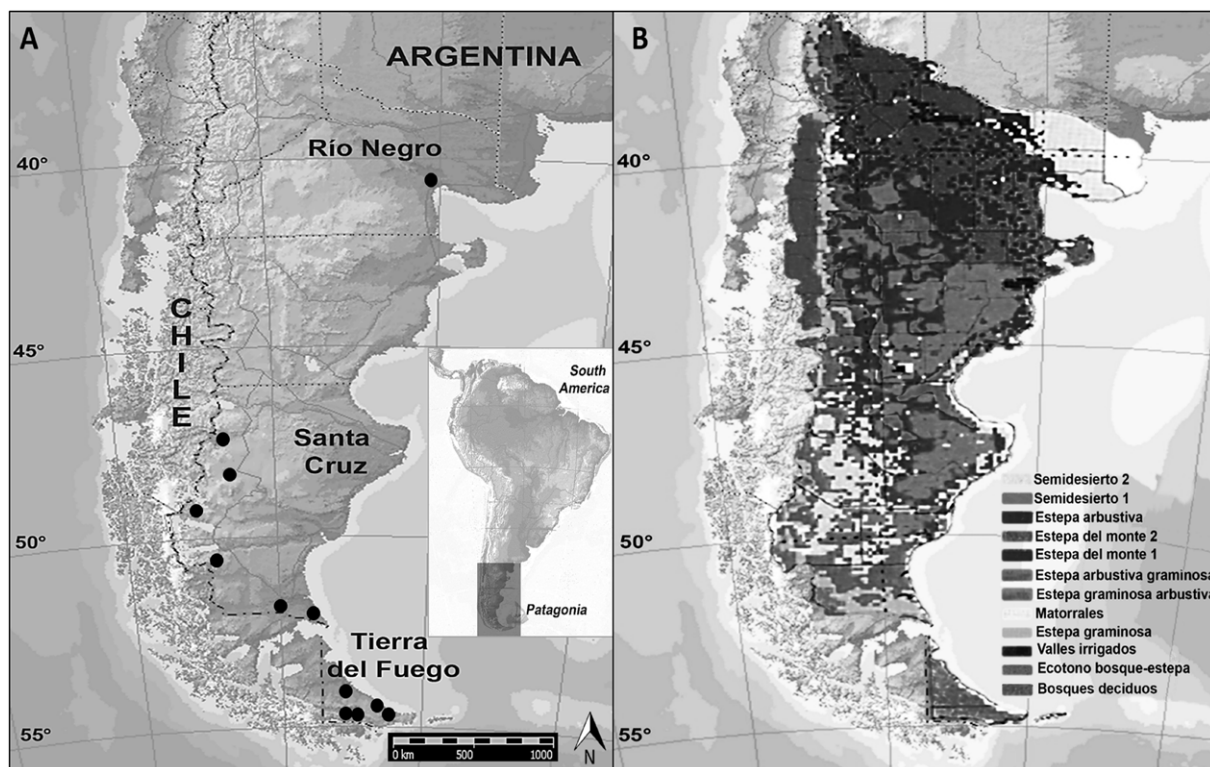 A
ARGENTINA
Río Negro
40°
CHILE
45°
South
America
Santa
Cruz
50°
Patagonia
Tierra
del Fuego
55°
0 km 500 1000
N
B
40°
45°
Semidesierto 2
Semidesierto 1
Estepa arbustiva
Estepa del monte 2
Estepa del monte 1
50°
Estepa arbustiva graminosa
Estepa graminosa arbustiva
Matorrales
Estepa graminosa
Valles irrigados
Ecotono bosque-estepa
Bosques deciduos
55°